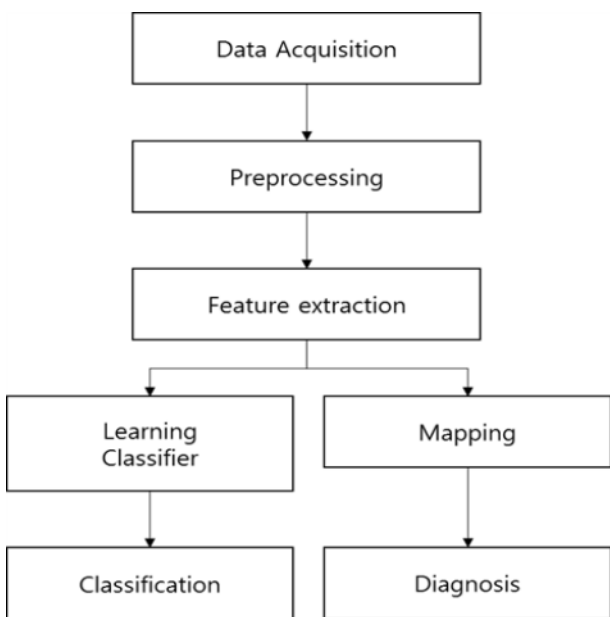 Data Acquisition
Preprocessing
Feature extraction
Learning
Classifier
Mapping
Classification
Diagnosis